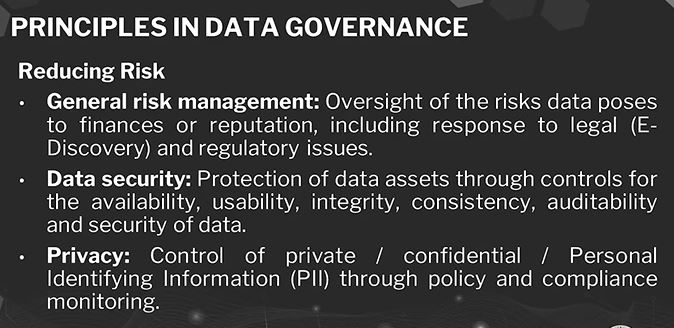 PRINCIPLES IN DATA GOVERNANCE
Reducing Risk
• General risk management: Oversight of the risks data poses
to finances or reputation, including response to legal (E-
Discovery) and regulatory issues.
• Data security: Protection of data assets through controls for
the availability, usability, integrity, consistency, auditability
and security of data.
• Privacy: Control of private / confidential / Personal
Identifying Information (PII) through policy and compliance
monitoring.